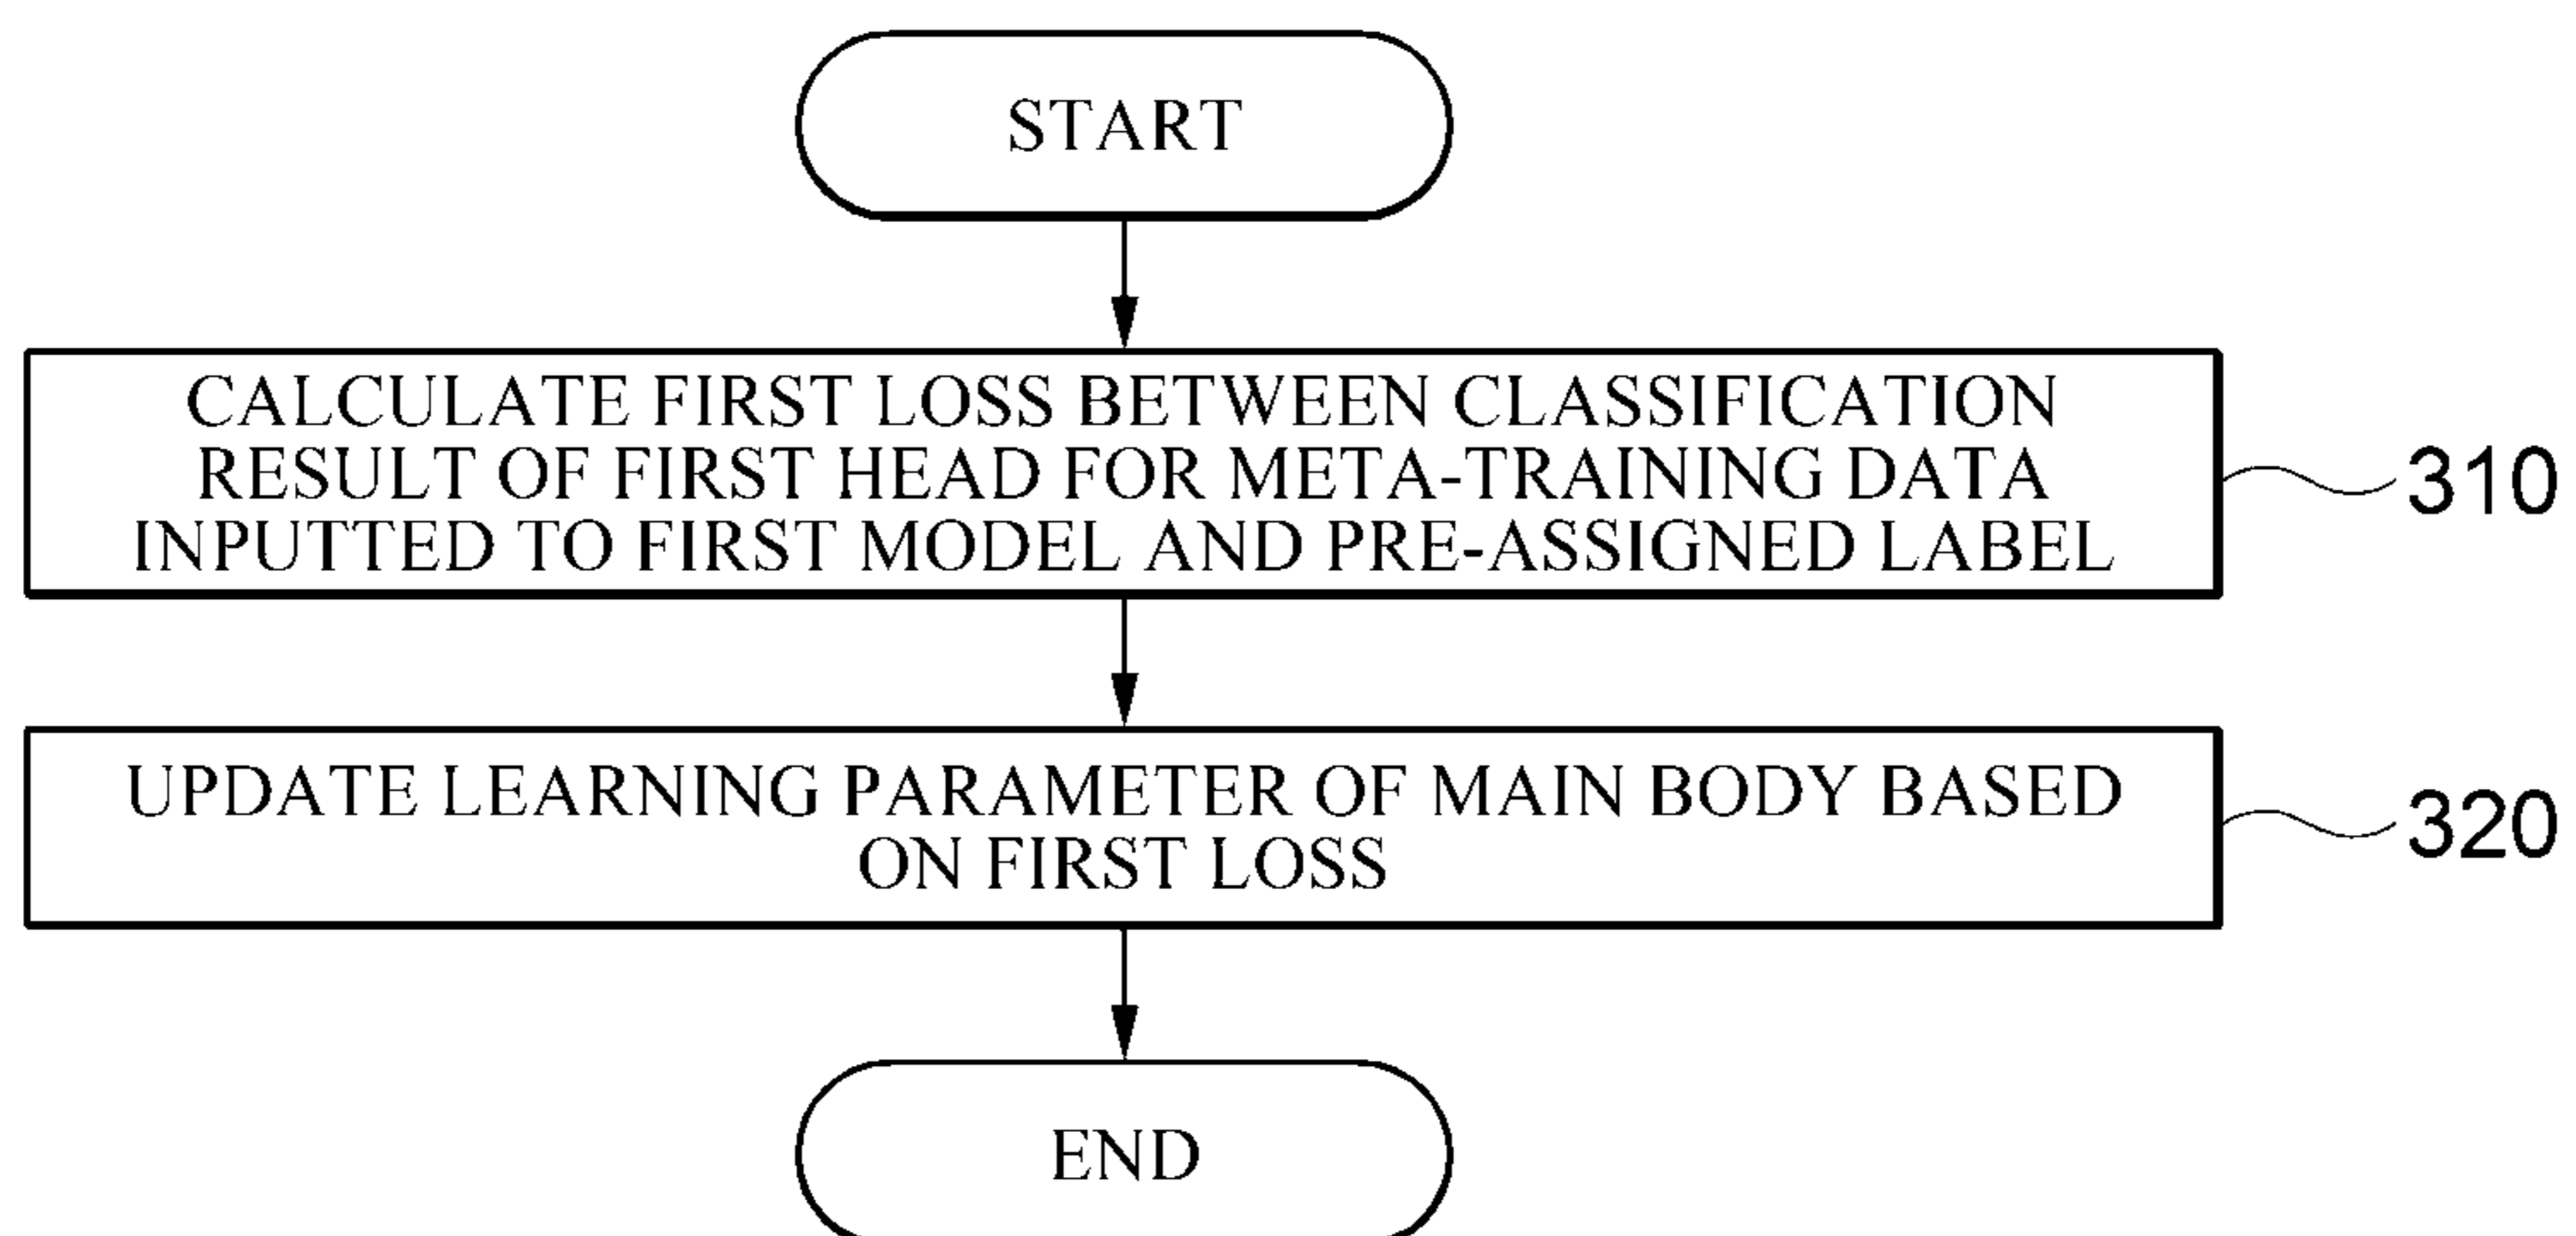 START
CALCULATE FIRST LOSS BETWEEN CLASSIFICATION
RESULT OF FIRST HEAD FOR META-TRAINING DATA
INPUTTED TO FIRST MODEL AND PRE-ASSIGNED LABEL
310
UPDATE LEARNING PARAMETER OF MAIN BODY BASED
ON FIRST LOSS
320
END